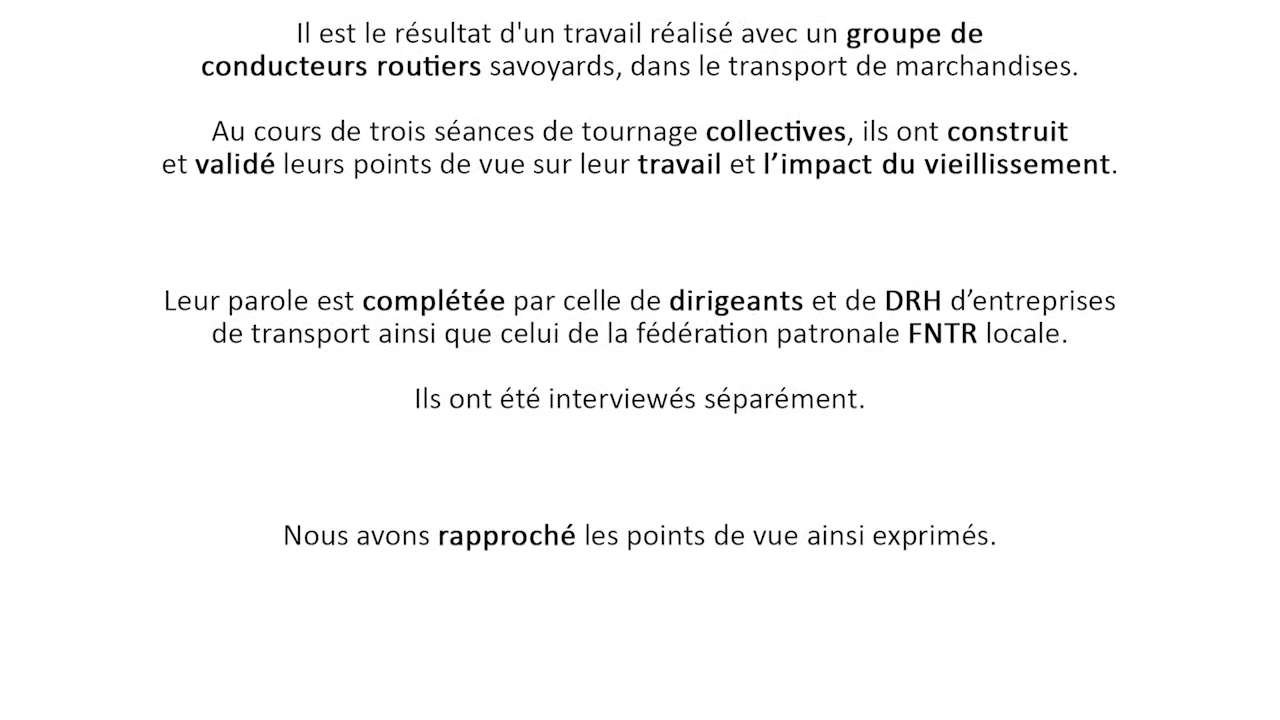 Il est le résultat d'un travail réalisé avec un groupe de
conducteurs routiers savoyards, dans le transport de marchandises.
Au cours de trois séances de tournage collectives, ils ont construit
et validé leurs points de vue sur leur travail et l’impact du vieillissement.
Leur parole est complétée par celle de dirigeants et de DRH d’entreprises
de transport ainsi que celui de la fédération patronale FNTR locale.
Ils ont été interviewés séparément.
Nous avons rapproché les points de vue ainsi exprimés.